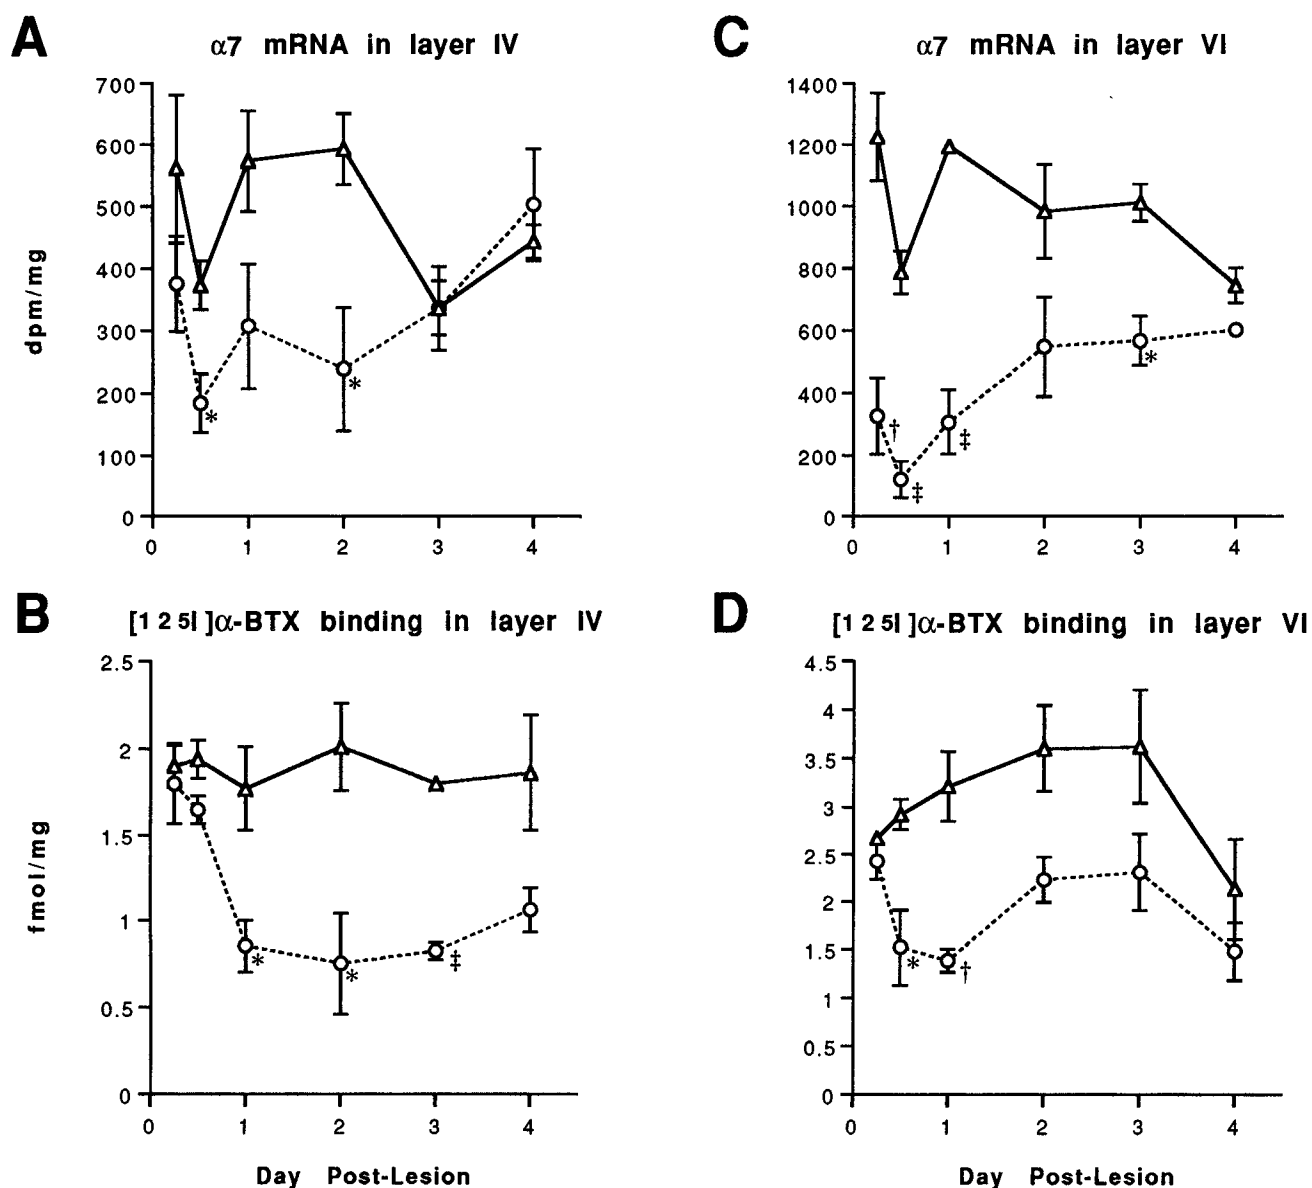 A
α7 mRNA in layer IV
700
600
500
400
300
200
100
0
dpm/mg
0 1 2 3 4
*
*
C
α7 mRNA in layer VI
1400
1200
1000
800
600
400
200
0
0 1 2 3 4
†
‡
‡
*
B
[125I]α-BTX binding in layer IV
2.5
2
1.5
1
0.5
0
fmol/mg
0 1 2 3 4
*
*
‡
Day Post-Lesion
D
[125I]α-BTX binding in layer VI
4.5
4
3.5
3
2.5
2
1.5
1
0.5
0
0 1 2 3 4
*
†
Day Post-Lesion